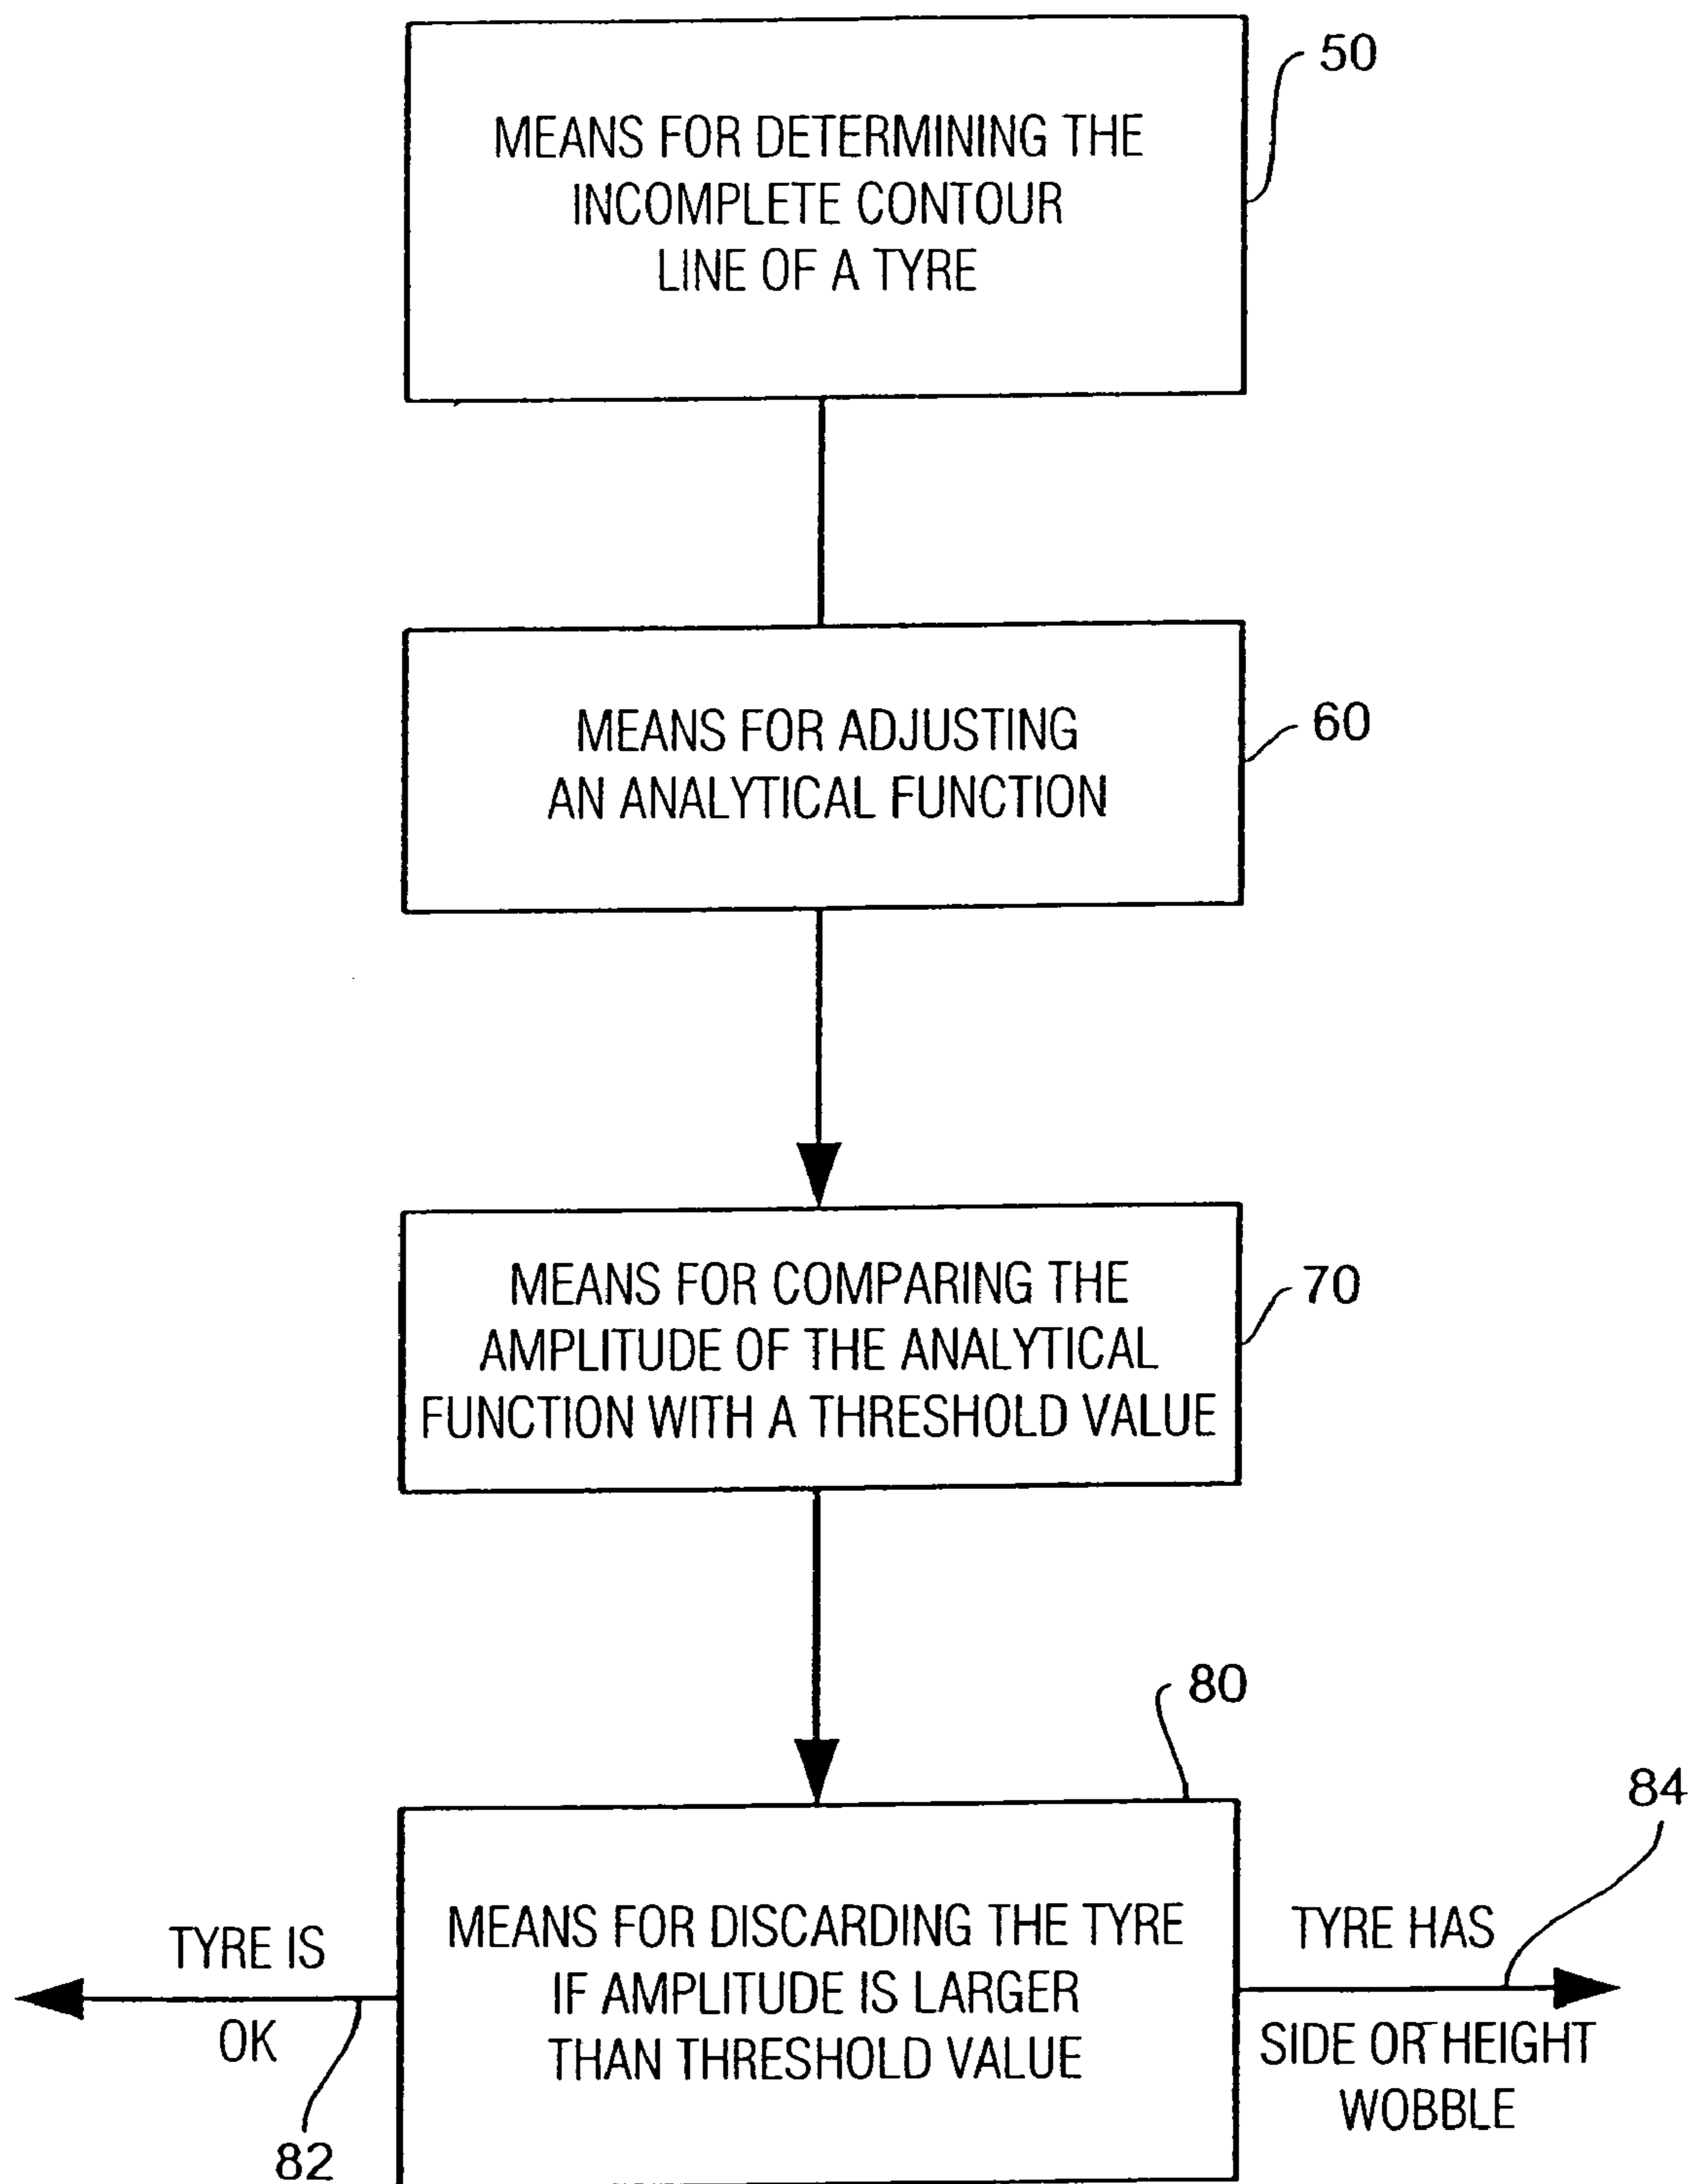 50
MEANS FOR DETERMINING THE
INCOMPLETE CONTOUR
LINE OF A TYRE
60
MEANS FOR ADJUSTING
AN ANALYTICAL FUNCTION
70
MEANS FOR COMPARING THE
AMPLITUDE OF THE ANALYTICAL
FUNCTION WITH A THRESHOLD VALUE
80
84
TYRE IS
OK
82
MEANS FOR DISCARDING THE TYRE
IF AMPLITUDE IS LARGER
THAN THRESHOLD VALUE
TYRE HAS
SIDE OR HEIGHT
WOBBLE